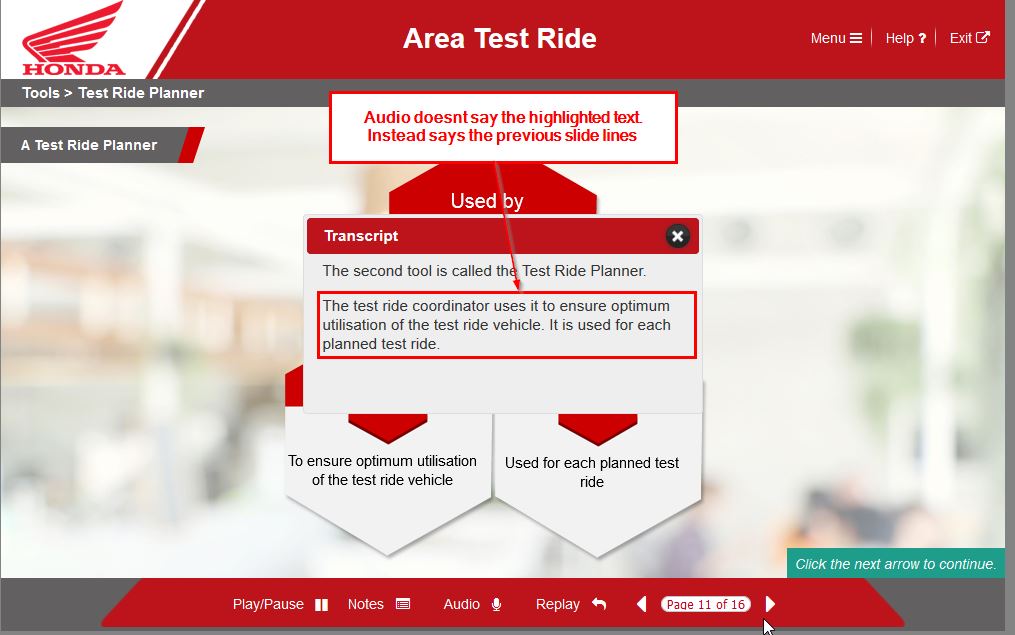 HONDA
Area Test Ride
Menu
Help ?
Exit
Tools > Test Ride Planner
A Test Ride Planner
Audio doesnt say the highlighted text.
Instead says the previous slide lines
Used by
Transcript
The second tool is called the Test Ride Planner.
The test ride coordinator uses it to ensure optimum
utilisation of the test ride vehicle. It is used for each
planned test ride.
To ensure optimum utilisation
of the test ride vehicle
Used for each planned test
ride
Click the next arrow to continue.
Play/Pause
Notes
Audio
Replay
Page 11 of 16